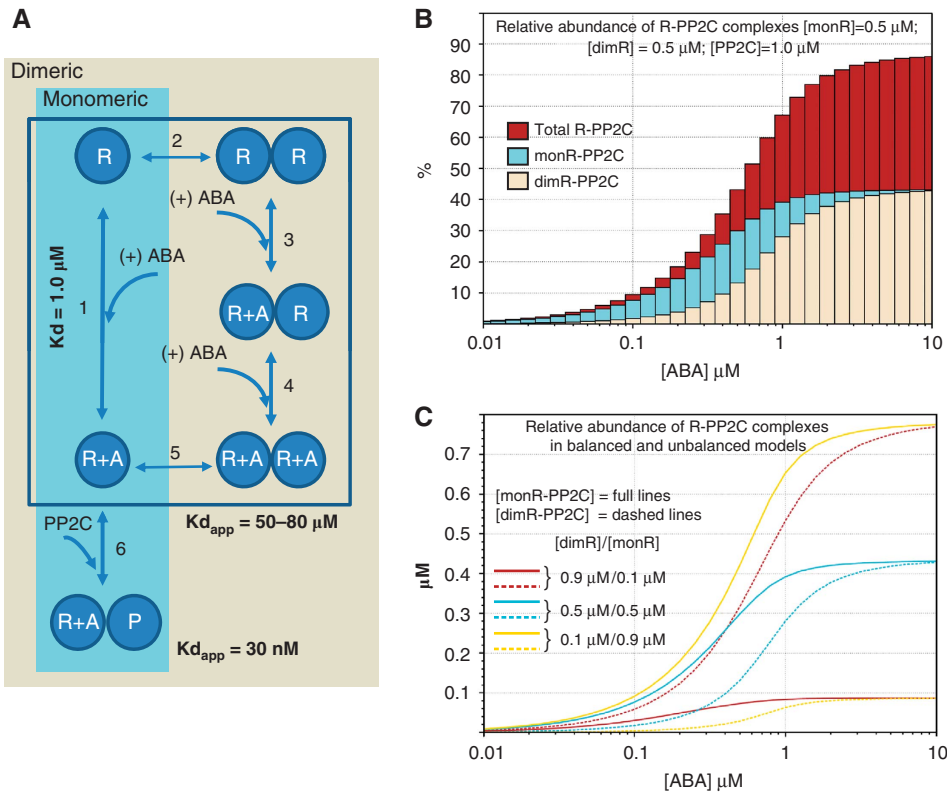 A
Dimeric
Monomeric
R
2
R R
(+) ABA
3
Kd = 1.0 µM
1
(+) ABA
R+A R
(+) ABA
4
R+A
5
R+A R+A
Kdapp = 50–80 µM
PP2C
6
R+A P
Kdapp = 30 nM
B
Relative abundance of R-PP2C complexes [monR]=0.5 µM;
[dimR] = 0.5 µM; [PP2C]=1.0 µM
%
90
80
70
60
50
40
30
20
10
Total R-PP2C
monR-PP2C
dimR-PP2C
0.01 0.1 1 10
[ABA] µM
C
Relative abundance of R-PP2C complexes
in balanced and unbalanced models
[monR-PP2C] = full lines
[dimR-PP2C] = dashed lines
[dimR]/[monR]
} 0.9 µM/0.1 µM
} 0.5 µM/0.5 µM
} 0.1 µM/0.9 µM
µM
0.7
0.6
0.5
0.4
0.3
0.2
0.1
0.01 0.1 1 10
[ABA] µM